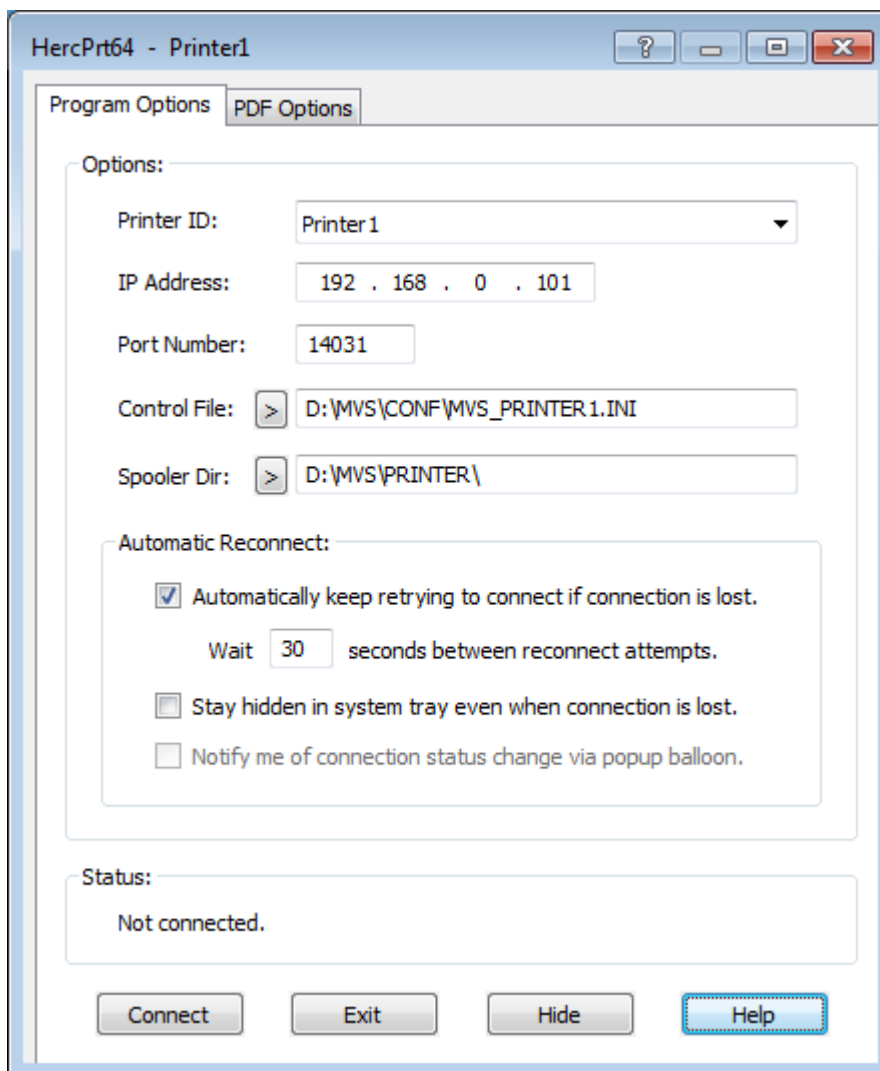 HercPrt64 - Printer1
?
Program Options PDF Options
Options:
Printer ID: Printer1
IP Address: 192 . 168 . 0 . 101
Port Number: 14031
Control File: > D:\MVS\CONF\MVS_PRINTER1.INI
Spooler Dir: > D:\MVS\PRINTER\
Automatic Reconnect:
Automatically keep retrying to connect if connection is lost.
Wait 30 seconds between reconnect attempts.
Stay hidden in system tray even when connection is lost.
Notify me of connection status change via popup balloon.
Status:
Not connected.
Connect Exit Hide Help